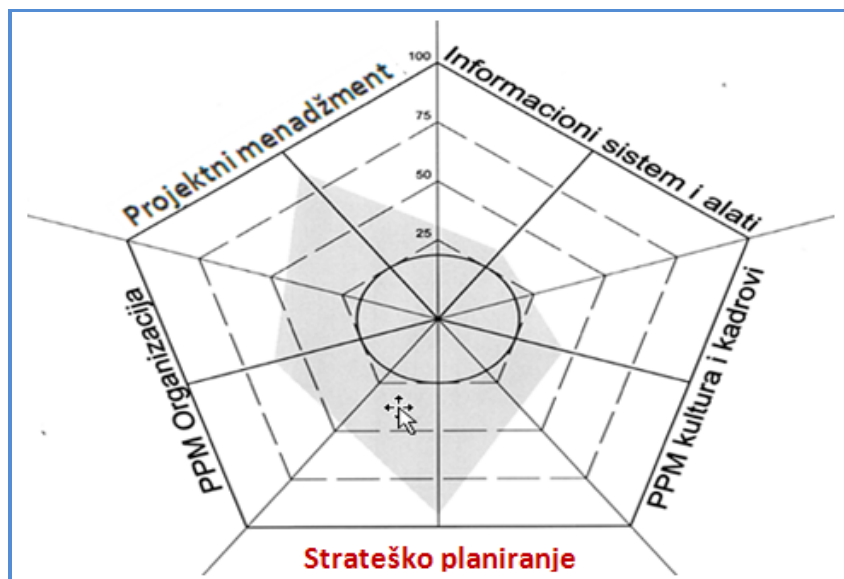 100
75
50
25
Projektni menadžment
Informacioni sistem i alati
PPM Organizacija
PPM kultura i kadrovi
Strateško planiranje